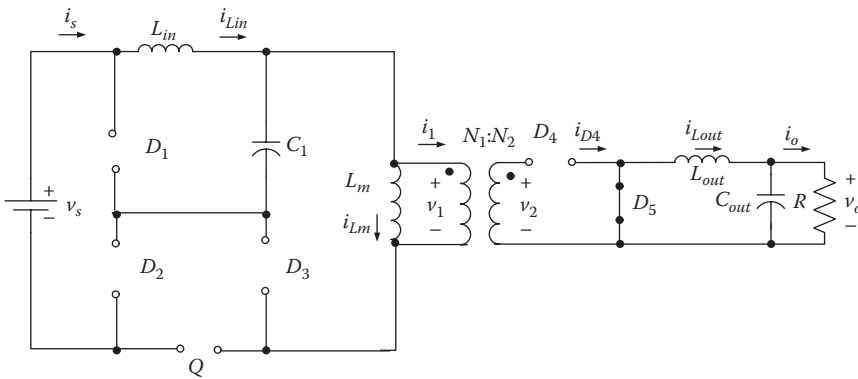 i_s
L_in
i_Lin
D_1
C_1
+
v_s
−
D_2
D_3
Q
L_m
i_Lm
i_1
N_1:N_2
+
v_1
−
+
v_2
−
D_4
i_D4
D_5
i_Lout
L_out
C_out
i_o
R
+
v_o
−